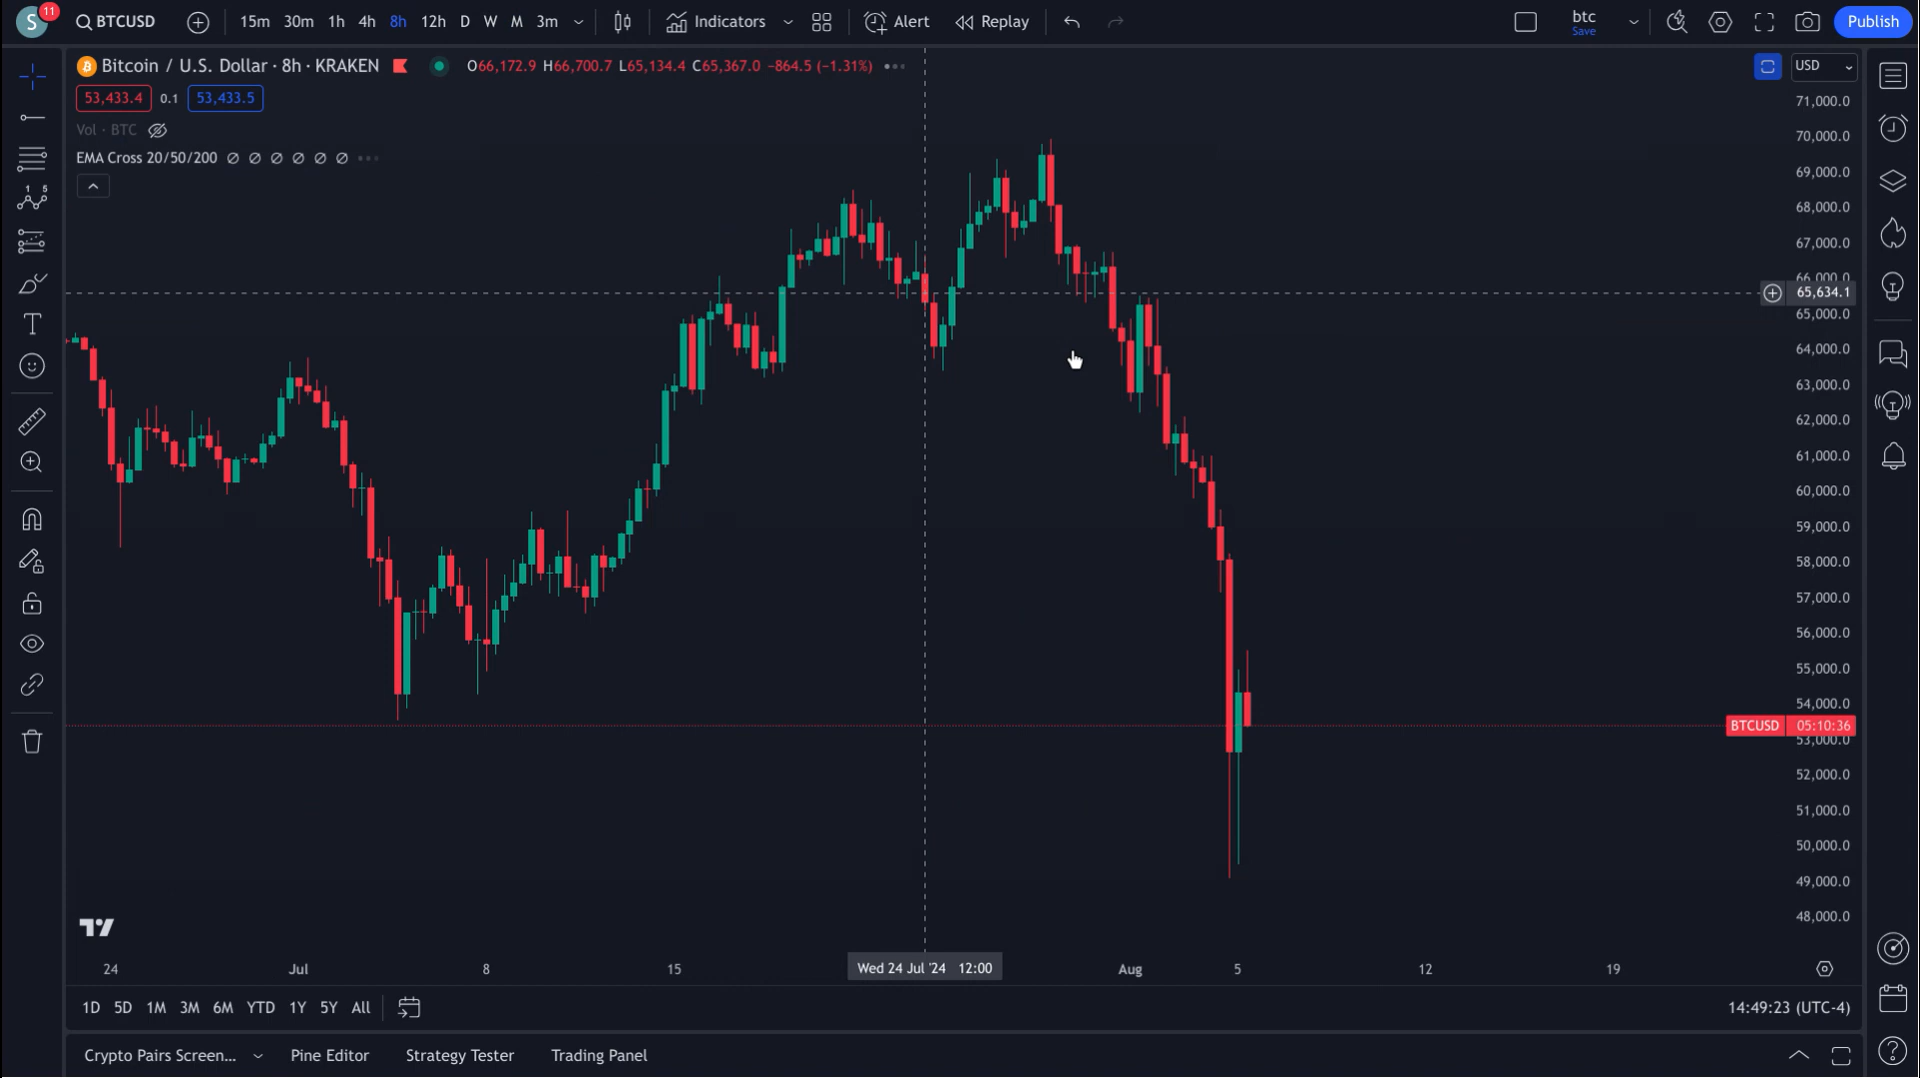 S 11 BTCUSD 15m 30m 1h 4h 8h 12h D W M 3m Indicators Alert Replay btc Save Publish
Bitcoin / U.S. Dollar · 8h · KRAKEN O66,172.9 H66,700.7 L65,134.4 C65,367.0 −864.5 (−1.31%) USD
53,433.4 0.1 53,433.5
Vol · BTC
EMA Cross 20/50/200
1 5
71,000.0
70,000.0
69,000.0
68,000.0
67,000.0
66,000.0
65,634.1
65,000.0
64,000.0
63,000.0
62,000.0
61,000.0
60,000.0
59,000.0
58,000.0
57,000.0
56,000.0
55,000.0
54,000.0
BTCUSD 05:10:36
53,000.0
52,000.0
51,000.0
50,000.0
49,000.0
48,000.0
24 Jul 8 15 Wed 24 Jul '24 12:00 Aug 5 12 19
1D 5D 1M 3M 6M YTD 1Y 5Y All 14:49:23 (UTC-4)
Crypto Pairs Screen... Pine Editor Strategy Tester Trading Panel